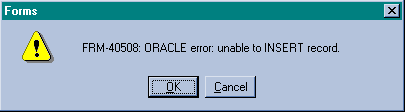 Forms
FRM-40508: ORACLE error: unable to INSERT record.
OK Cancel